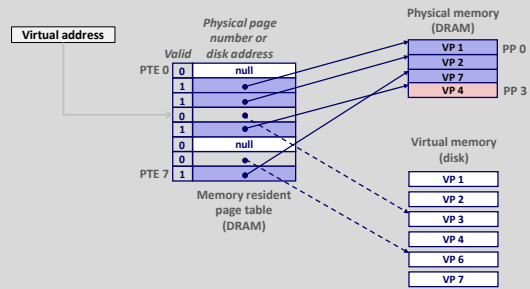 Virtual address
Physical page
number or
disk address
Valid
PTE 0
0
null
1
1
0
1
0
null
0
PTE 7
1
Memory resident
page table
(DRAM)
Physical memory
(DRAM)
VP 1
PP 0
VP 2
VP 7
VP 4
PP 3
Virtual memory
(disk)
VP 1
VP 2
VP 3
VP 4
VP 6
VP 7